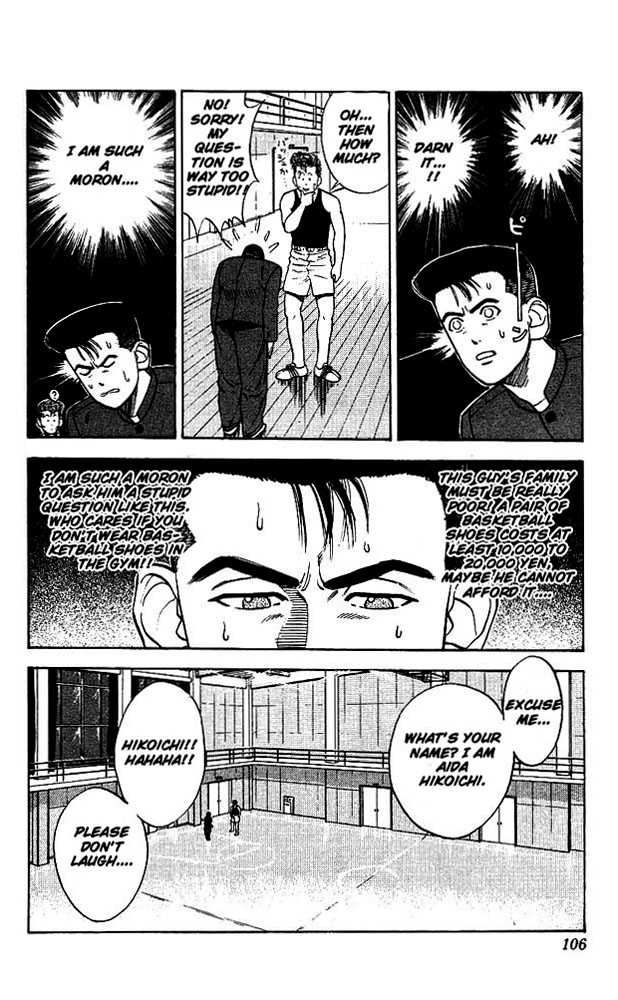 AH!
DARN
IT...
!!
ピ
シ
OH...
THEN
HOW
MUCH?
NO!
SORRY!
MY
QUES-
TION IS
WAY TOO
STUPID!!
I AM SUCH
A
MORON....
?
THIS GUY'S FAMILY
MUST BE REALLY
POOR! A PAIR OF
BASKETBALL
SHOES COSTS AT
LEAST 10,000 TO
20,000 YEN,
MAYBE HE CANNOT
AFFORD IT....
I AM SUCH A MORON
TO ASK HIM A STUPID
QUESTION LIKE THIS.
WHO CARES IF YOU
DON'T WEAR BAS-
KETBALL SHOES IN
THE GYM!!
EXCUSE
ME...
WHAT'S YOUR
NAME? I AM
AIDA
HIKOICHI.
HIKOICHI!!
HAHAHA!!
PLEASE
DON'T
LAUGH....
106